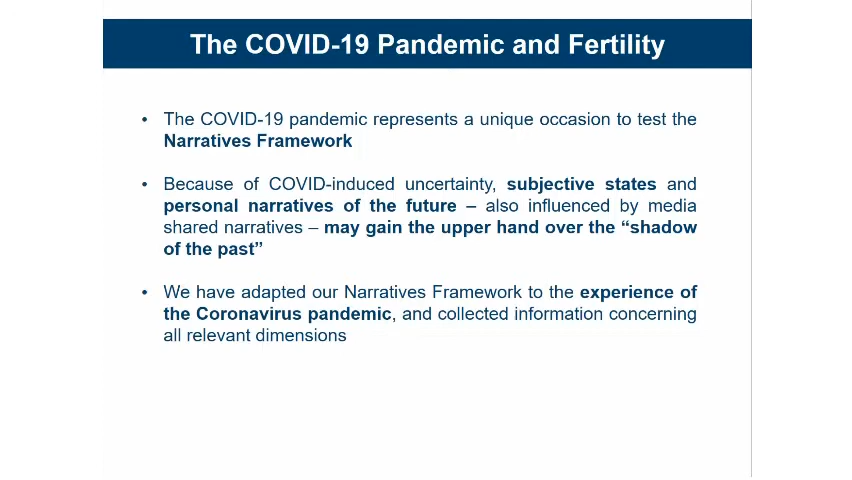 The COVID-19 Pandemic and Fertility
• The COVID-19 pandemic represents a unique occasion to test the
Narratives Framework
• Because of COVID-induced uncertainty, subjective states and
personal narratives of the future – also influenced by media
shared narratives – may gain the upper hand over the “shadow
of the past”
• We have adapted our Narratives Framework to the experience of
the Coronavirus pandemic, and collected information concerning
all relevant dimensions